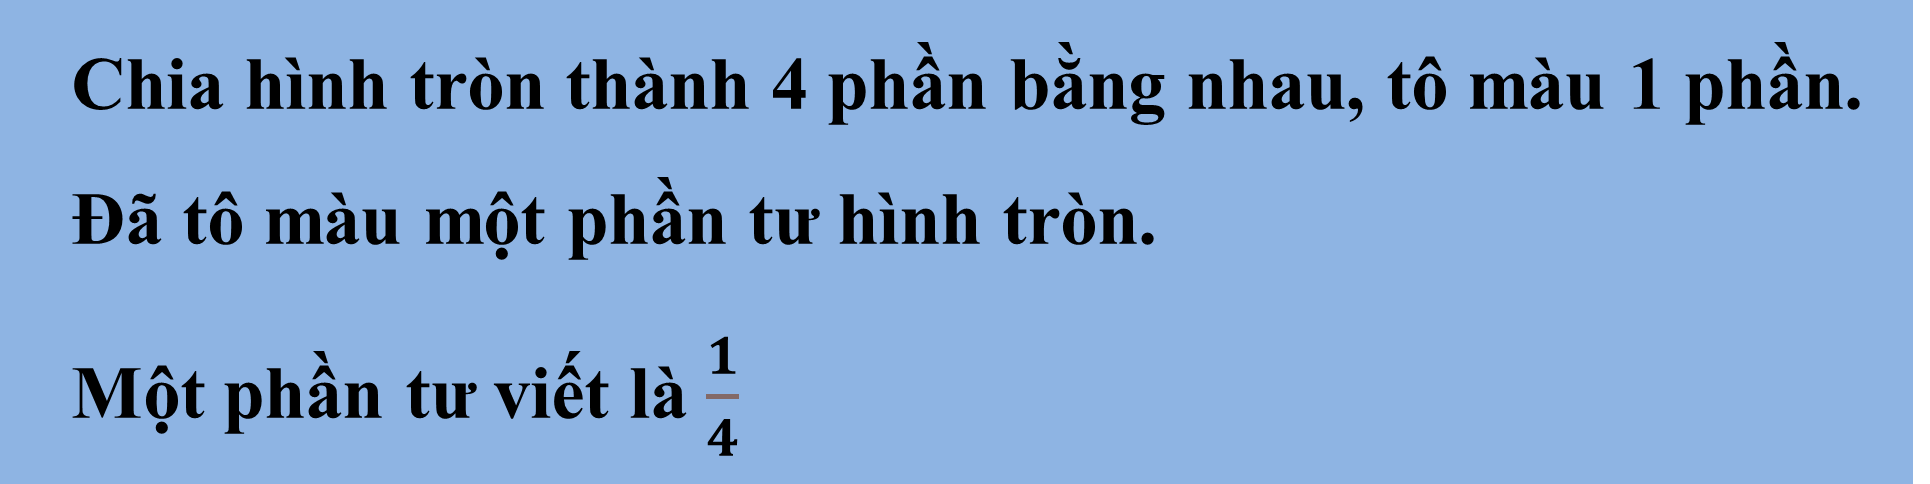 Chia hình tròn thành 4 phần bằng nhau, tô màu 1 phần.
Đã tô màu một phần tư hình tròn.
Một phần tư viết là 1/4